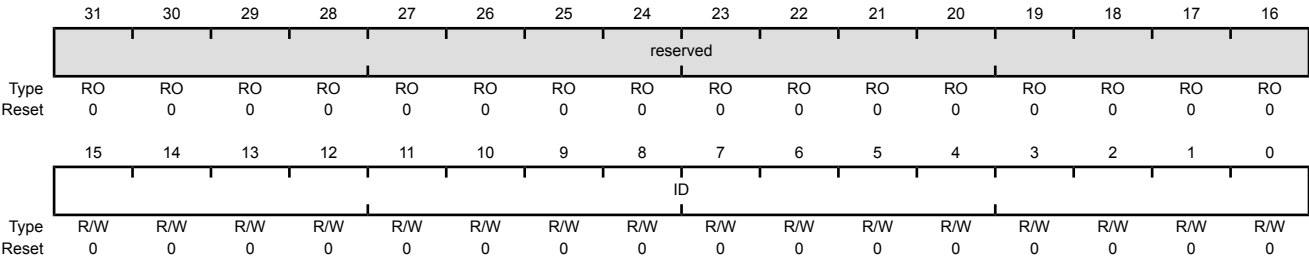 31 30 29 28 27 26 25 24 23 22 21 20 19 18 17 16
reserved
Type RO RO RO RO RO RO RO RO RO RO RO RO RO RO RO RO
Reset 0 0 0 0 0 0 0 0 0 0 0 0 0 0 0 0
15 14 13 12 11 10 9 8 7 6 5 4 3 2 1 0
ID
Type R/W R/W R/W R/W R/W R/W R/W R/W R/W R/W R/W R/W R/W R/W R/W R/W
Reset 0 0 0 0 0 0 0 0 0 0 0 0 0 0 0 0